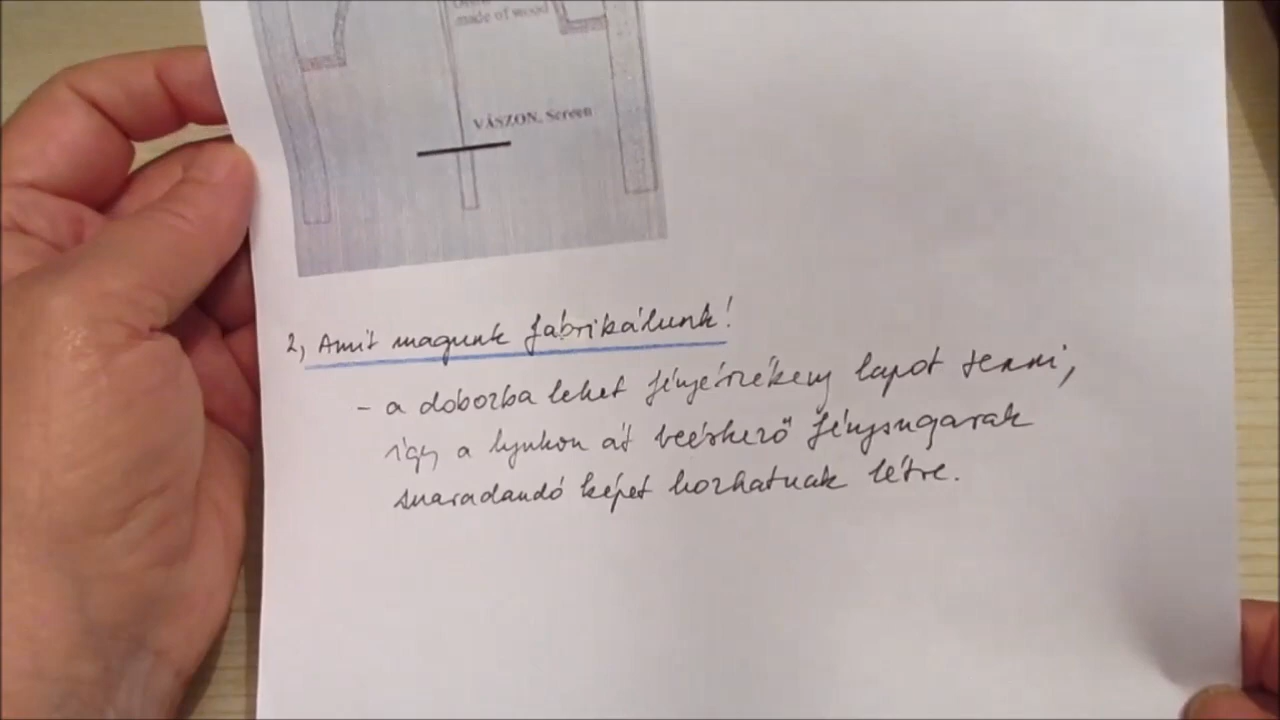 made of wood
VÁSZON, Screen
2, Amit magunk fabrikálunk!
- a dobozba lehet fényérzékeny lapot tenni,
így a lyukon át beérkező fénysugarak
maradandó képet hozhatnak létre.